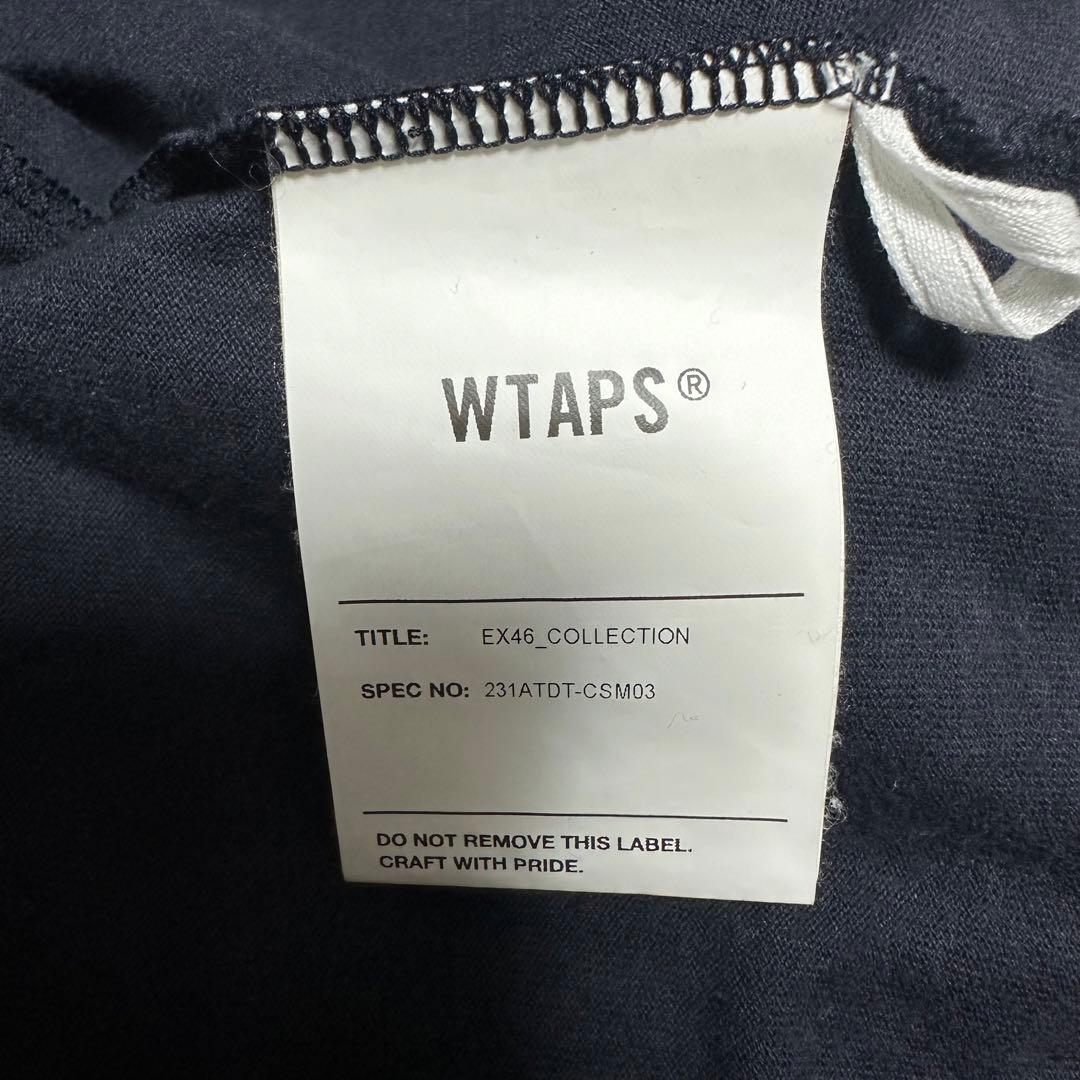 WTAPS®
TITLE: EX46_COLLECTION
SPEC NO: 231ATDT-CSM03
DO NOT REMOVE THIS LABEL.
CRAFT WITH PRIDE.